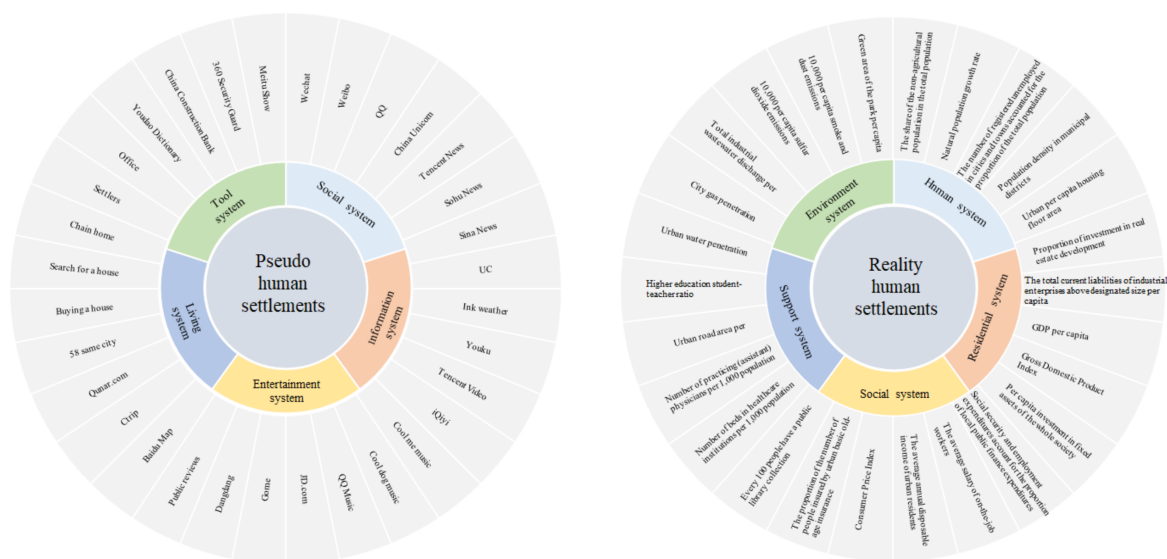 Pseudo
human
settlements
Social system
Information
system
Entertainment
system
Living
system
Tool
system
Wechat
Weibo
QQ
China Unicom
Tencent News
Sohu News
Sina News
UC
Ink weather
Youku
Tencent Video
iQiyi
Cool me music
Cool dog music
QQ Music
JD.com
Gome
Dangdang
Public reviews
Baidu Map
Ctrip
Qunar.com
58 same city
Buying a house
Search for a house
Chain home
Settlers
Office
Youdao Dictionary
China Construction Bank
360 Security Guard
Meitu Show
Reality
human
settlements
Human system
Residential system
Social system
Support system
Environment
system
The share of the non-agricultural
population in the total population
Natural population growth rate
The number of registered unemployed
in cities and towns accounted for the
proportion of the total population
Population density in municipal
districts
Urban per capita housing
floor area
Proportion of investment in real
estate development
The total current liabilities of industrial
enterprises above designated size per
capita
GDP per capita
Gross Domestic Product
Index
Per capita investment in fixed
assets of the whole society
Social security and employment
expenditures account for the proportion
of local public finance expenditures
The average salary of on-the-job
workers
The average annual disposable
income of urban residents
Consumer Price Index
The proportion of the number of
people insured by urban basic old-
age insurance
Every 100 people have a public
library collection
Number of beds in healthcare
institutions per 1,000 population
Number of practicing (assistant)
physicians per 1,000 population
Urban road area per
Higher education student-
teacher ratio
Urban water penetration
City gas penetration
Total industrial
wastewater discharge per
10,000 per capita sulfur
dioxide emissions
10,000 per capita smoke and
dust emissions
Green area of the park per capita